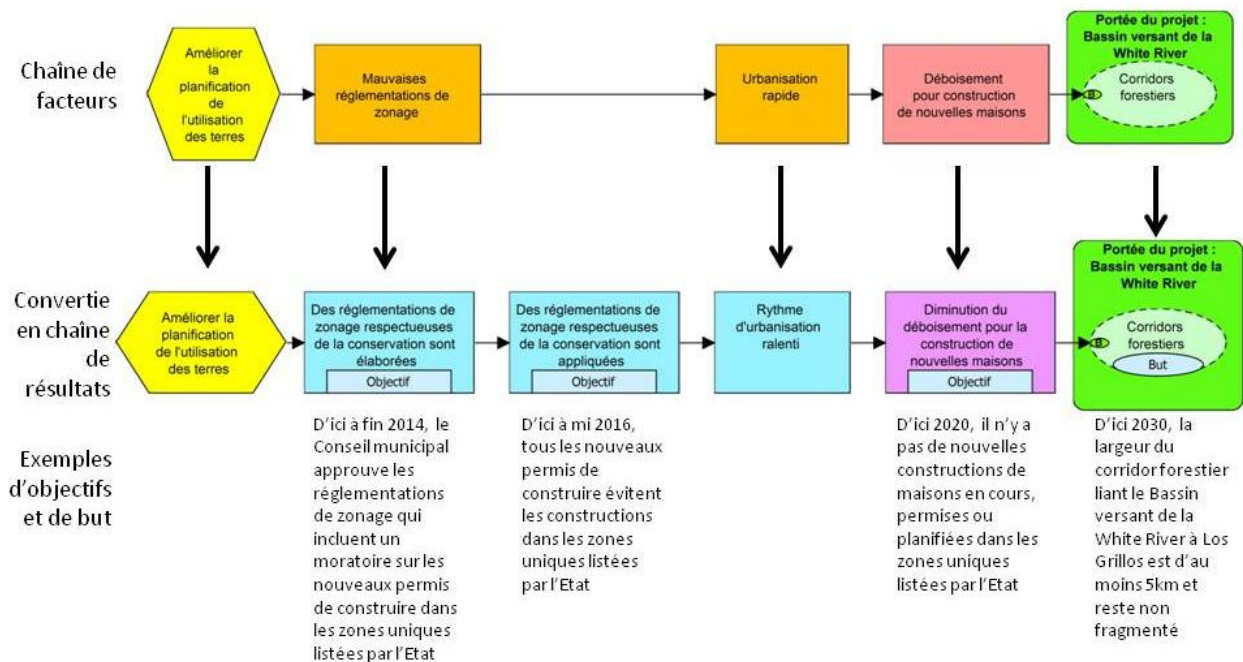 Chaîne de
facteurs
Améliorer
la
planification
de
l'utilisation
des terres
Mauvaises
réglementations de
zonage
Urbanisation
rapide
Déboisement
pour construction
de nouvelles maisons
Portée du projet :
Bassin versant de la
White River
Corridors
forestiers
Convertie
en chaîne
de
résultats
Améliorer la
planification
de l'utilisation
des terres
Des réglementations de
zonage respectueuses
de la conservation sont
élaborées
Objectif
Des réglementations de
zonage respectueuses
de la conservation sont
appliquées
Objectif
Rythme
d'urbanisation
ralenti
Diminution du
déboisement pour la
construction de
nouvelles maisons
Objectif
Portée du projet :
Bassin versant de la
White River
Corridors
forestiers
But
Exemples
d'objectifs
et de but
D'ici à fin 2014, le
Conseil municipal
approuve les
réglementations
de zonage qui
incluent un
moratoire sur les
nouveaux permis
de construire dans
les zones uniques
listées par l'Etat
D'ici à mi 2016,
tous les nouveaux
permis de
construire évitent
les constructions
dans les zones
uniques listées
par l'Etat
D'ici 2020, il n'y a
pas de nouvelles
constructions de
maisons en cours,
permises ou
planifiées dans les
zones uniques
listées par l'Etat
D'ici 2030, la
largeur du
corridor forestier
liant le Bassin
versant de la
White River à Los
Grillos est d'au
moins 5km et
reste non
fragmenté